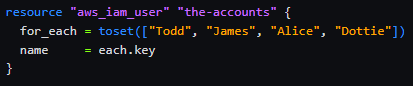 resource "aws_iam_user" "the-accounts" {
  for_each = toset(["Todd", "James", "Alice", "Dottie"])
  name     = each.key
}